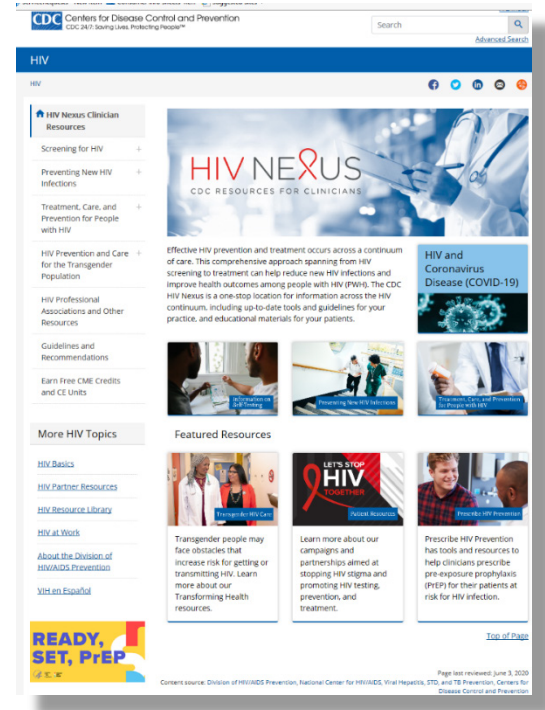 CDC Centers for Disease Control and Prevention
CDC 24/7: Saving Lives, Protecting People™
Search
Advanced Search
HIV
HIV
HIV Nexus Clinician
Resources
Screening for HIV +
Preventing New HIV +
Infections
Treatment, Care, and +
Prevention for People
with HIV
HIV Prevention and Care +
for the Transgender
Population
HIV Professional
Associations and Other
Resources
Guidelines and
Recommendations
Earn Free CME Credits
and CE Units
More HIV Topics
HIV Basics
HIV Partner Resources
HIV Resource Library
HIV at Work
About the Division of
HIV/AIDS Prevention
VIH en Español
READY,
SET, PrEP
HIV NEXUS
CDC RESOURCES FOR CLINICIANS
Effective HIV prevention and treatment occurs across a continuum
of care. This comprehensive approach spanning from HIV
screening to treatment can help reduce new HIV infections and
improve health outcomes among people with HIV (PWH). The CDC
HIV Nexus is a one-stop location for information across the HIV
continuum, including up-to-date tools and guidelines for your
practice, and educational materials for your patients.
HIV and
Coronavirus
Disease (COVID-19)
Information on
Self-Testing
Preventing New HIV Infections
Treatment, Care, and Prevention
for People with HIV
Featured Resources
Transgender HIV Care
LET'S STOP
HIV
TOGETHER
Patient Resources
Prescribe HIV Prevention
Transgender people may
face obstacles that
increase risk for getting or
transmitting HIV. Learn
more about our
Transforming Health
resources.
Learn more about our
campaigns and
partnerships aimed at
stopping HIV stigma and
promoting HIV testing,
prevention, and
treatment.
Prescribe HIV Prevention
has tools and resources to
help clinicians prescribe
pre-exposure prophylaxis
(PrEP) for their patients at
risk for HIV infection.
Top of Page
Page last reviewed: June 3, 2020
Content source: Division of HIV/AIDS Prevention, National Center for HIV/AIDS, Viral Hepatitis, STD, and TB Prevention, Centers for
Disease Control and Prevention